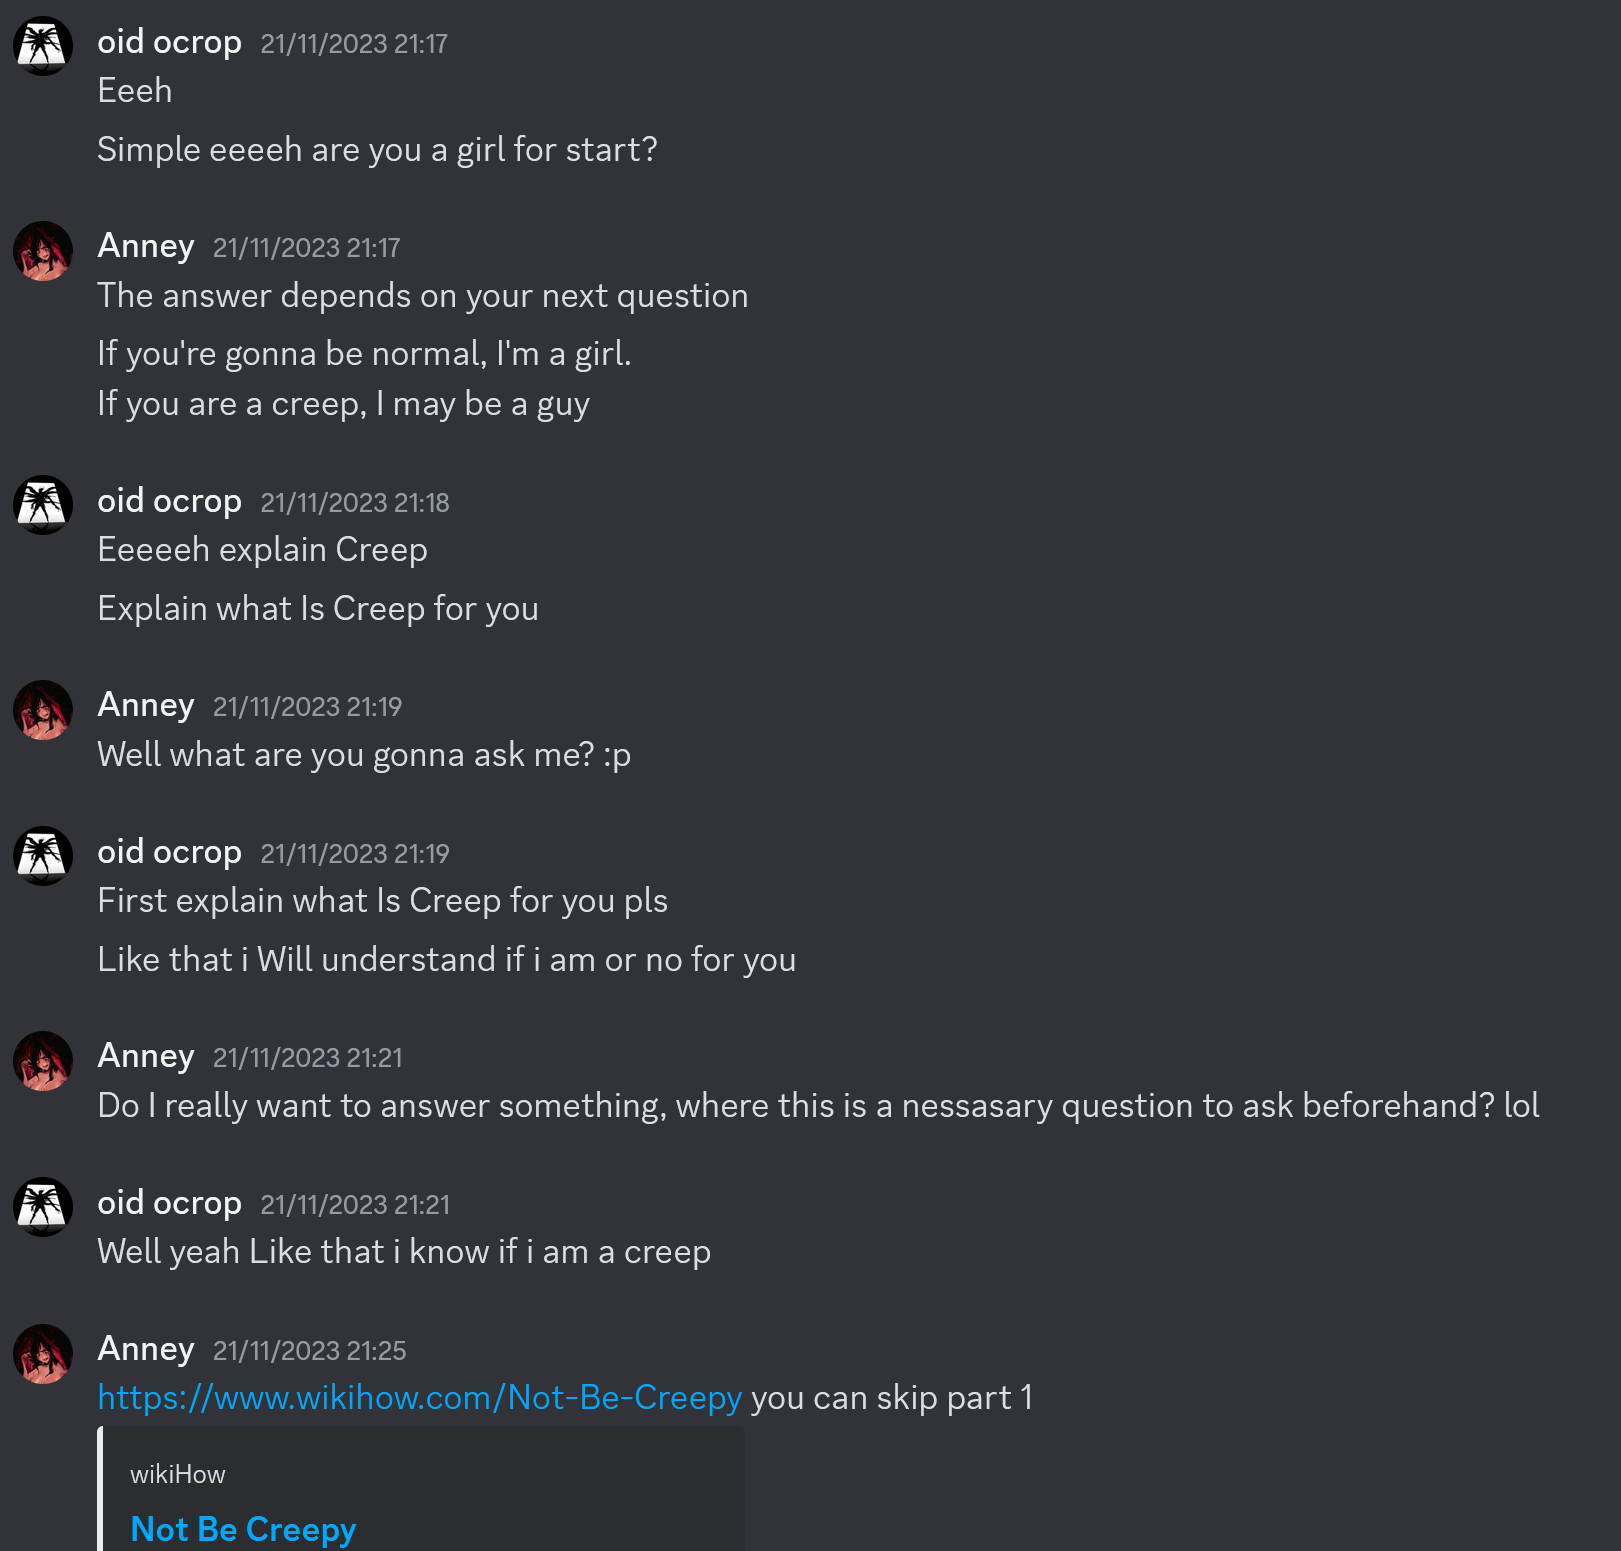 oid ocrop 21/11/2023 21:17
Eeeh
Simple eeeeh are you a girl for start?
Anney 21/11/2023 21:17
The answer depends on your next question
If you're gonna be normal, I'm a girl.
If you are a creep, I may be a guy
oid ocrop 21/11/2023 21:18
Eeeeeh explain Creep
Explain what Is Creep for you
Anney 21/11/2023 21:19
Well what are you gonna ask me? :p
oid ocrop 21/11/2023 21:19
First explain what Is Creep for you pls
Like that i Will understand if i am or no for you
Anney 21/11/2023 21:21
Do I really want to answer something, where this is a nessasary question to ask beforehand? lol
oid ocrop 21/11/2023 21:21
Well yeah Like that i know if i am a creep
Anney 21/11/2023 21:25
https://www.wikihow.com/Not-Be-Creepy you can skip part 1
wikiHow
Not Be Creepy